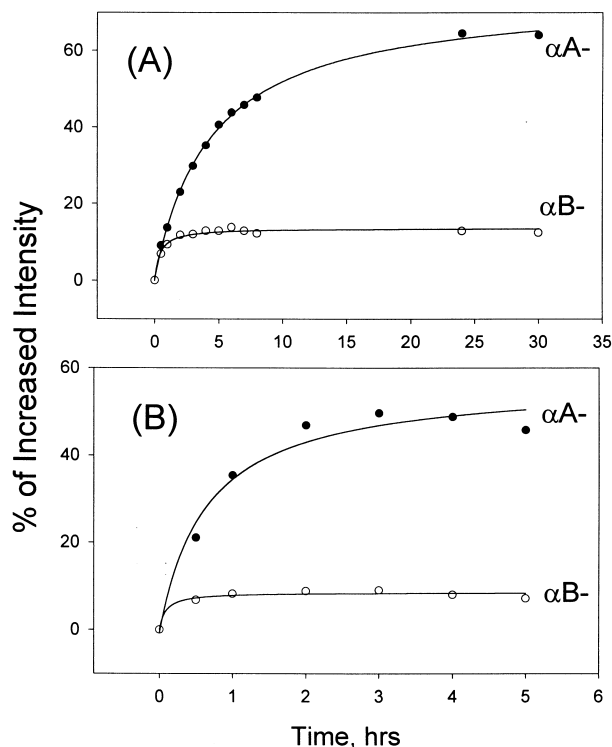 % of Increased Intensity
(A)
60
40
20
0
αA-
αB-
0 5 10 15 20 25 30 35
(B)
60
40
20
0
αA-
αB-
0 1 2 3 4 5 6
Time, hrs